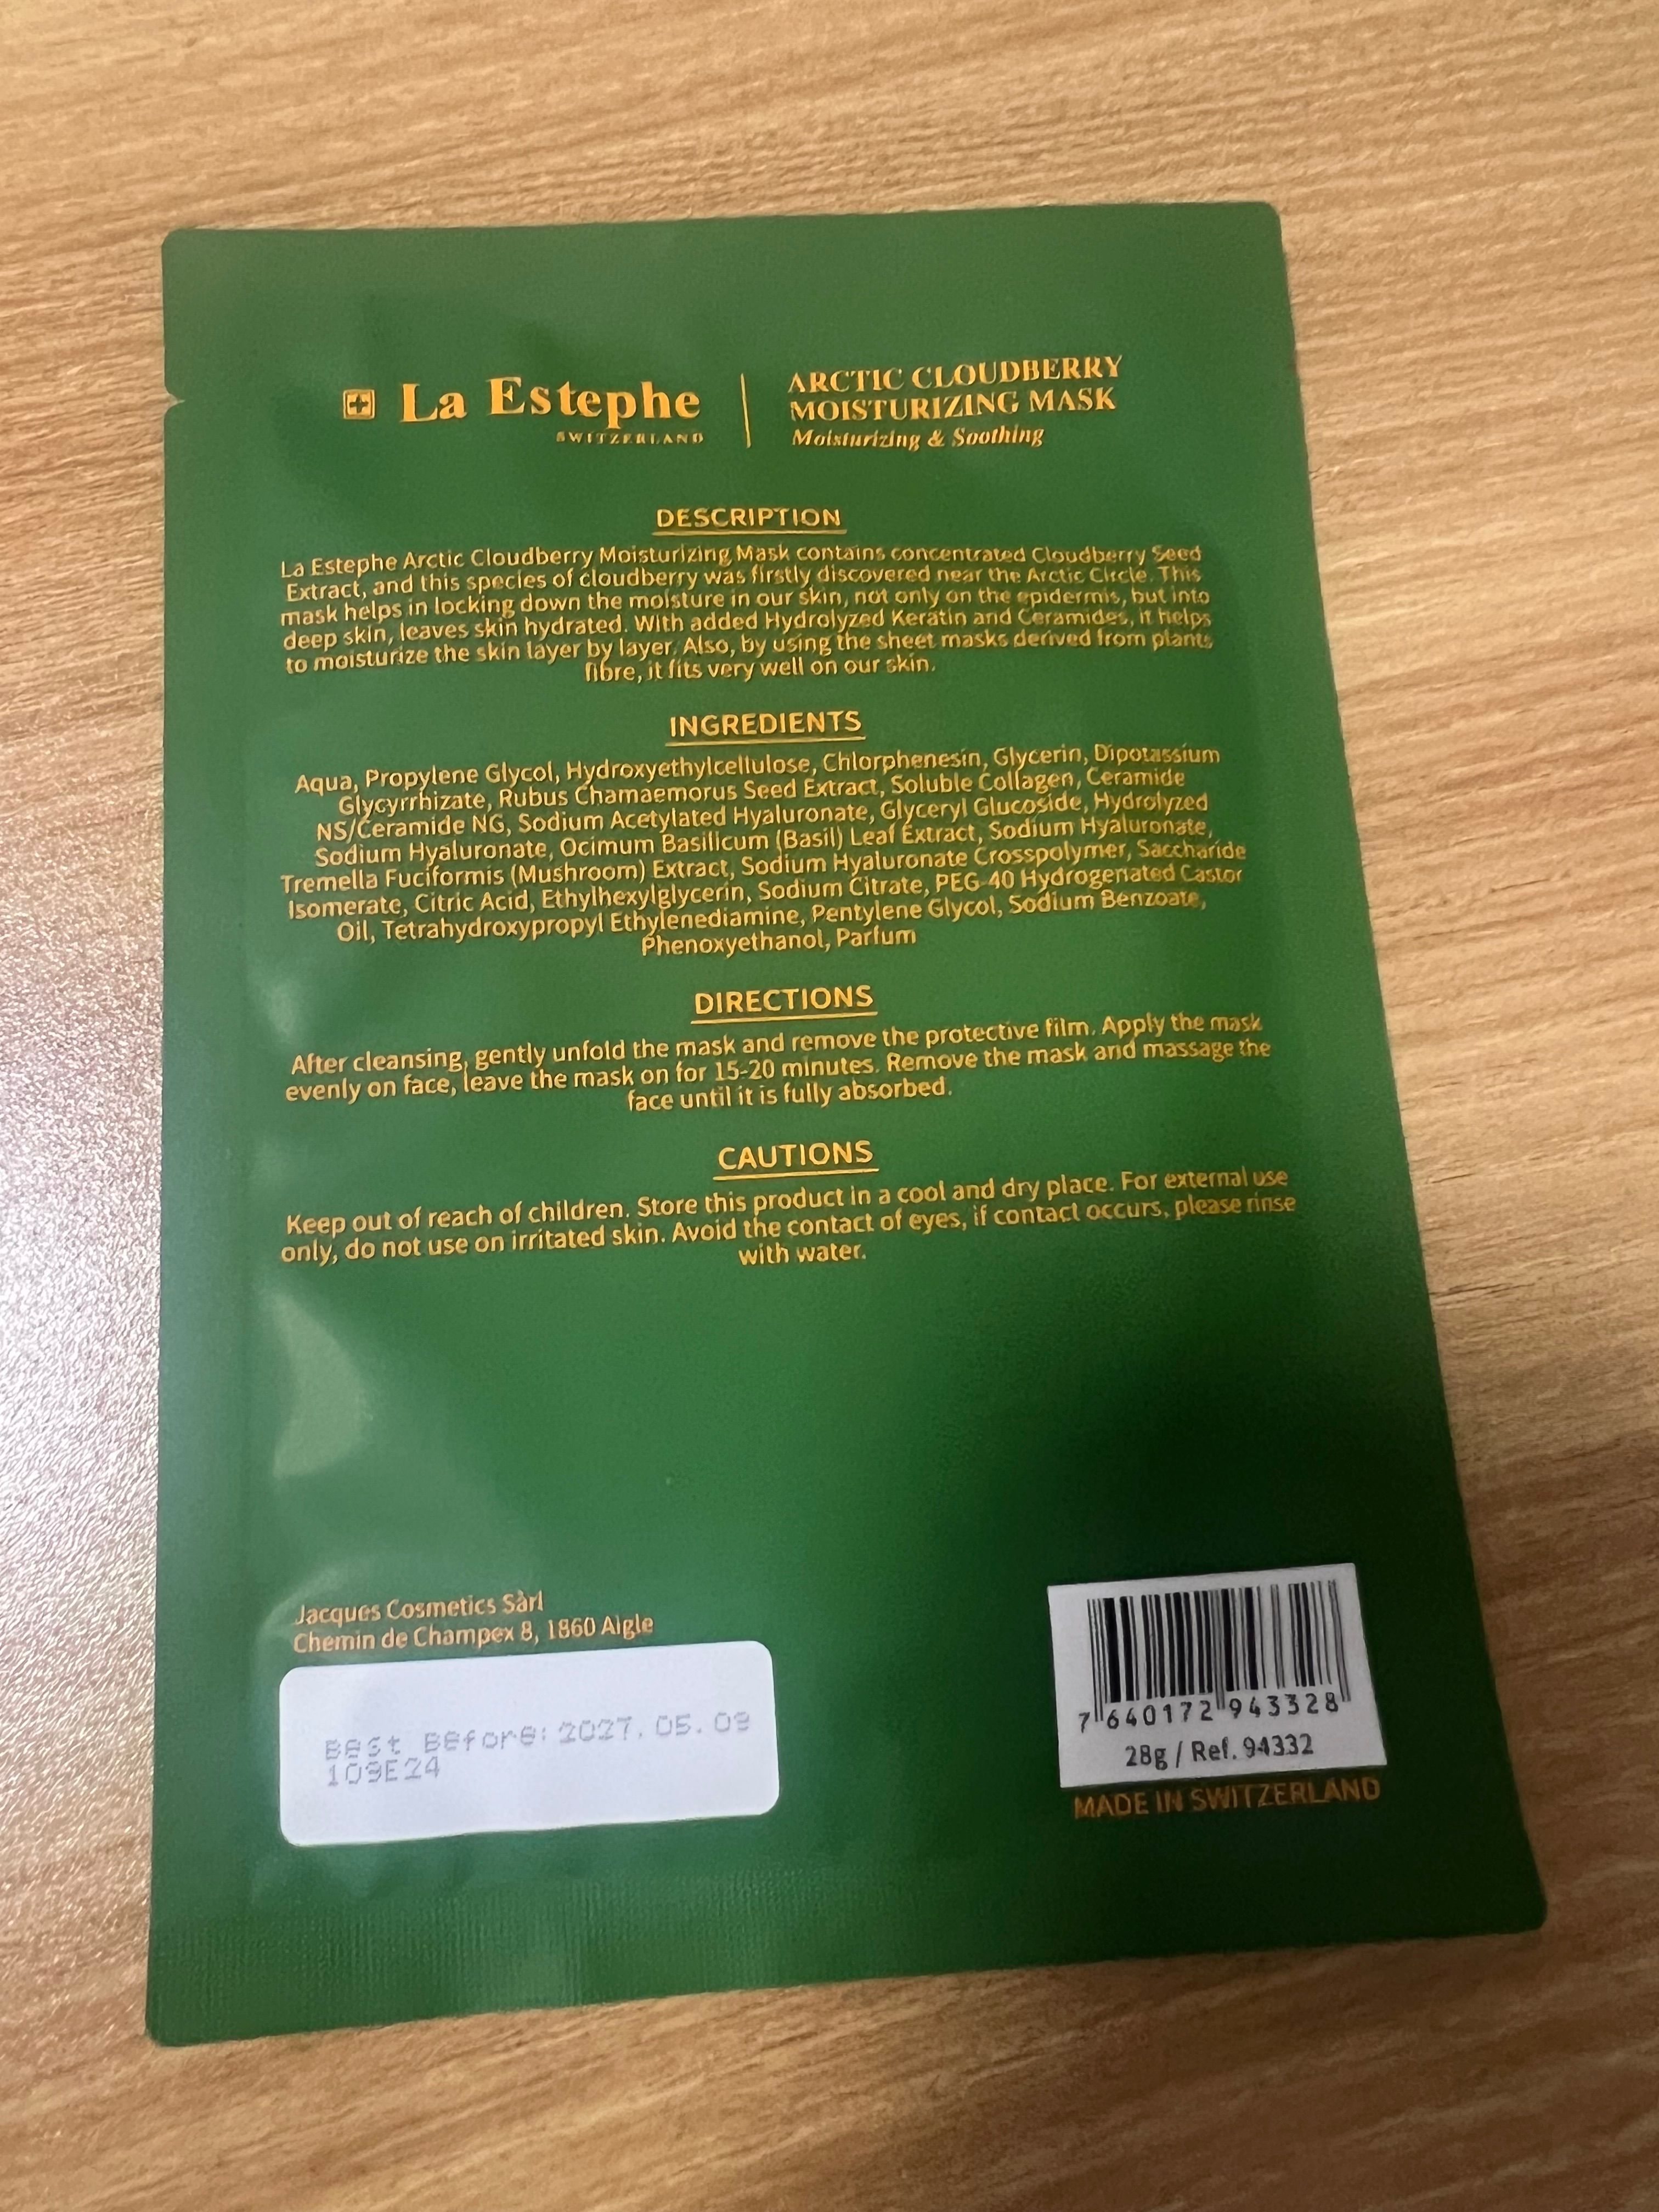 La Estephe
SWITZERLAND
ARCTIC CLOUDBERRY
MOISTURIZING MASK
Moisturizing & Soothing
DESCRIPTION
La Estephe Arctic Cloudberry Moisturizing Mask contains concentrated Cloudberry Seed
Extract, and this species of cloudberry was firstly discovered near the Arctic Circle. This
mask helps in locking down the moisture in our skin, not only on the epidermis, but into
deep skin, leaves skin hydrated. With added Hydrolyzed Keratin and Ceramides, it helps
to moisturize the skin layer by layer. Also, by using the sheet masks derived from plants
fibre, it fits very well on our skin.
INGREDIENTS
Aqua, Propylene Glycol, Hydroxyethylcellulose, Chlorphenesin, Glycerin, Dipotassium
Glycyrrhizate, Rubus Chamaemorus Seed Extract, Soluble Collagen, Ceramide
NS/Ceramide NG, Sodium Acetylated Hyaluronate, Glyceryl Glucoside, Hydrolyzed
Sodium Hyaluronate, Ocimum Basilicum (Basil) Leaf Extract, Sodium Hyaluronate,
Tremella Fuciformis (Mushroom) Extract, Sodium Hyaluronate Crosspolymer, Saccharide
Isomerate, Citric Acid, Ethylhexylglycerin, Sodium Citrate, PEG-40 Hydrogenated Castor
Oil, Tetrahydroxypropyl Ethylenediamine, Pentylene Glycol, Sodium Benzoate,
Phenoxyethanol, Parfum
DIRECTIONS
After cleansing, gently unfold the mask and remove the protective film. Apply the mask
evenly on face, leave the mask on for 15-20 minutes. Remove the mask and massage the
face until it is fully absorbed.
CAUTIONS
Keep out of reach of children. Store this product in a cool and dry place. For external use
only, do not use on irritated skin. Avoid the contact of eyes, if contact occurs, please rinse
with water.
Jacques Cosmetics Sàrl
Chemin de Champex 8, 1860 Aigle
Best Before: 2027.05.09
109E24
7 640172 943328
28g / Ref. 94332
MADE IN SWITZERLAND